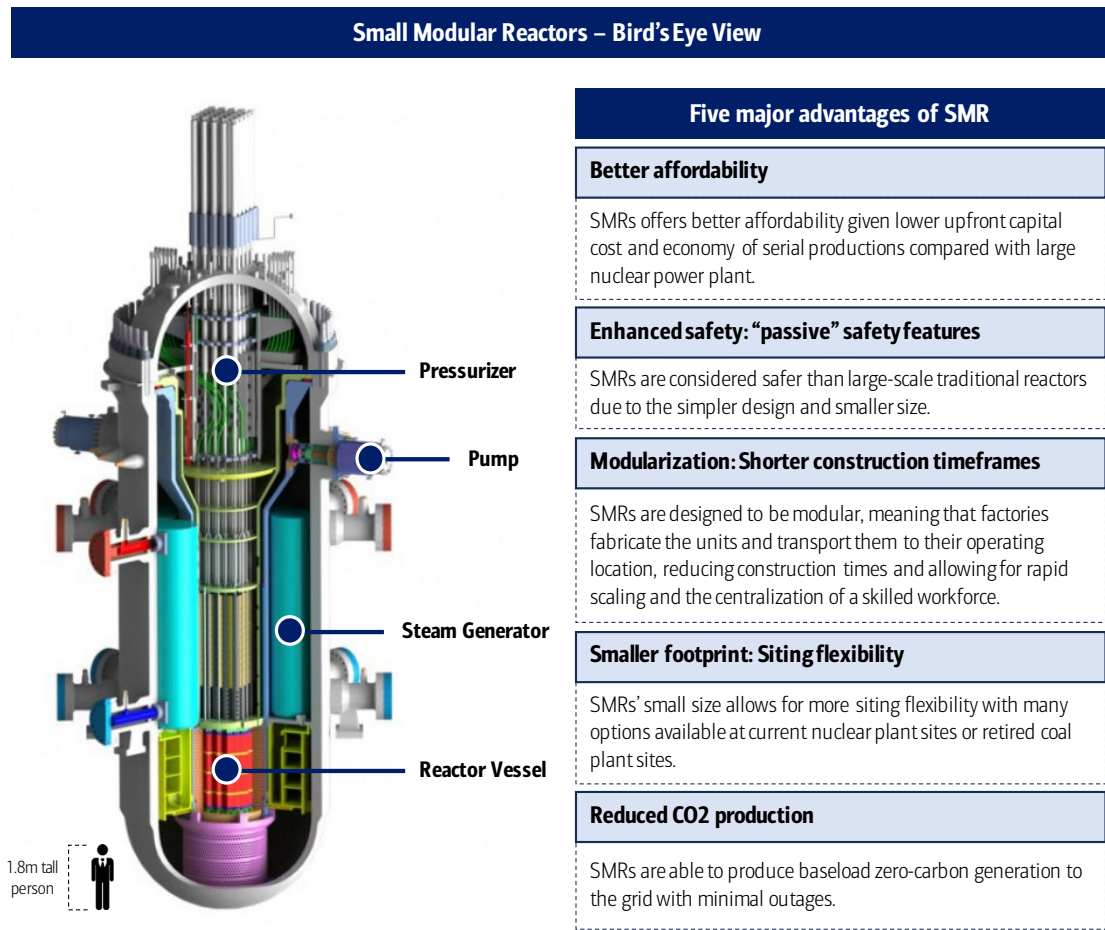 Small Modular Reactors – Bird's Eye View
Pressurizer
Pump
Steam Generator
Reactor Vessel
1.8m tall
person
Five major advantages of SMR
Better affordability
SMRs offers better affordability given lower upfront capital
cost and economy of serial productions compared with large
nuclear power plant.
Enhanced safety: “passive” safety features
SMRs are considered safer than large-scale traditional reactors
due to the simpler design and smaller size.
Modularization: Shorter construction timeframes
SMRs are designed to be modular, meaning that factories
fabricate the units and transport them to their operating
location, reducing construction times and allowing for rapid
scaling and the centralization of a skilled workforce.
Smaller footprint: Siting flexibility
SMRs' small size allows for more siting flexibility with many
options available at current nuclear plant sites or retired coal
plant sites.
Reduced CO2 production
SMRs are able to produce baseload zero-carbon generation to
the grid with minimal outages.